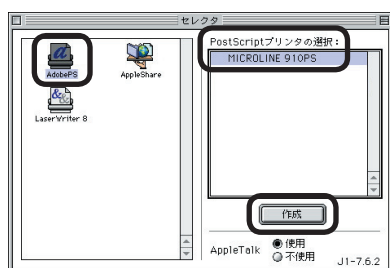 セレクタ
AdobePS
AppleShare
LaserWriter 8
PostScriptプリンタの選択：
MICROLINE 910PS
作成
AppleTalk
使用
不使用
J1-7.6.2